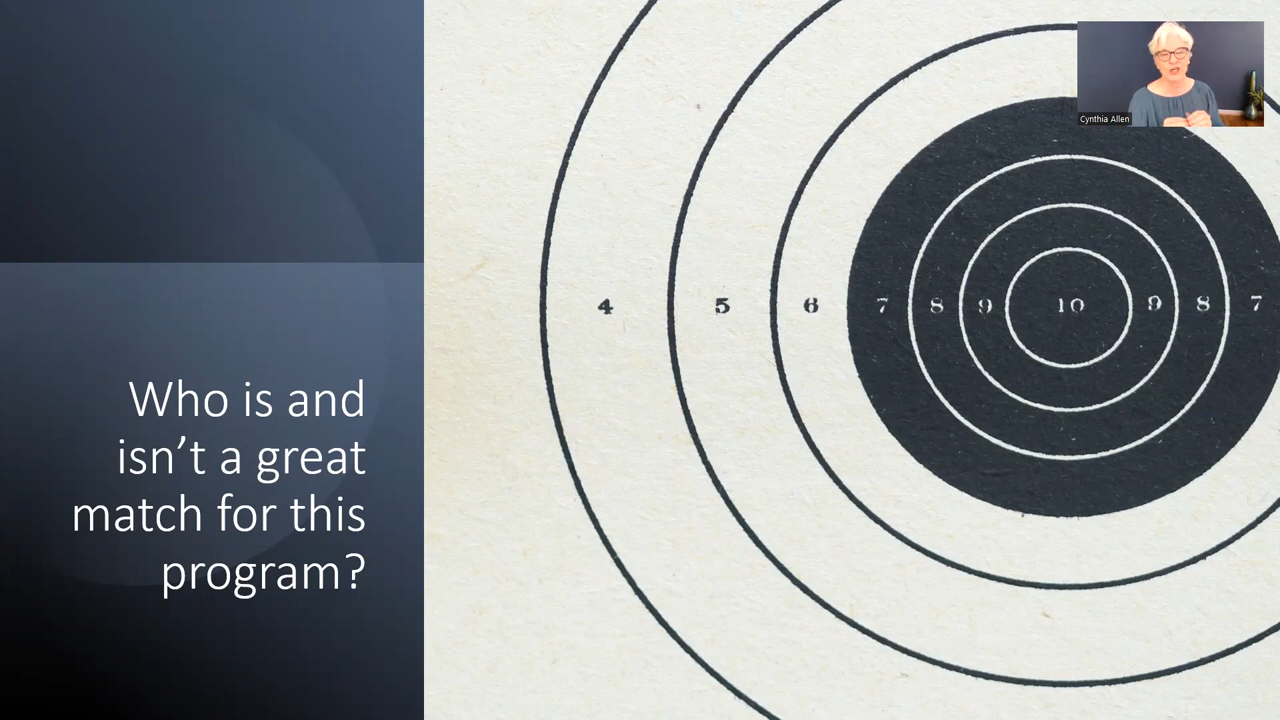 Who is and
isn’t a great
match for this
program?
4 5 6 7 8 9 10 9 8 7
Cynthia Allen